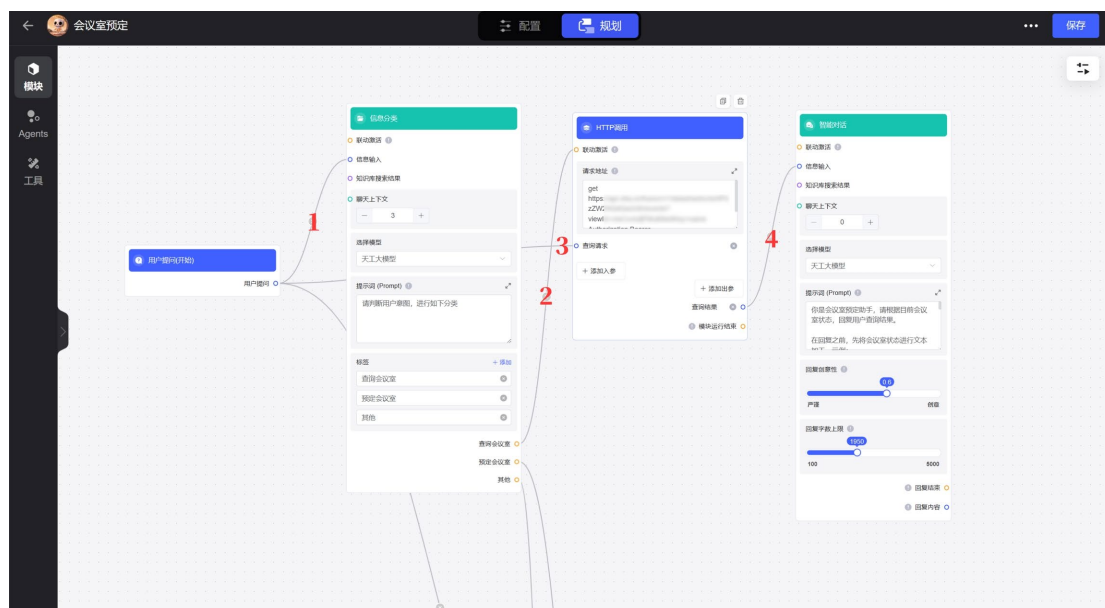 会议室预定
配置
规划
保存
模块
Agents
工具
用户提问(开始)
用户提问
信息分类
联动激活
信息输入
知识库搜索结果
聊天上下文
3
选择模型
天工大模型
提示词 (Prompt)
请判断用户意图，进行如下分类
标签
+ 添加
查询会议室
预定会议室
其他
查询会议室
预定会议室
其他
HTTP调用
联动激活
请求地址
get
https
zZW
viewI
查询请求
+ 添加入参
+ 添加出参
查询结果
模块运行结束
智能对话
联动激活
信息输入
知识库搜索结果
聊天上下文
0
选择模型
天工大模型
提示词 (Prompt)
你是会议室预定助手，请根据目前会议
室状态，回复用户查询结果。
在回复之前，先将会议室状态进行文本
回复创意性
0.6
严谨
创意
回复字数上限
1950
100
5000
回复结束
回复内容
1
2
3
4